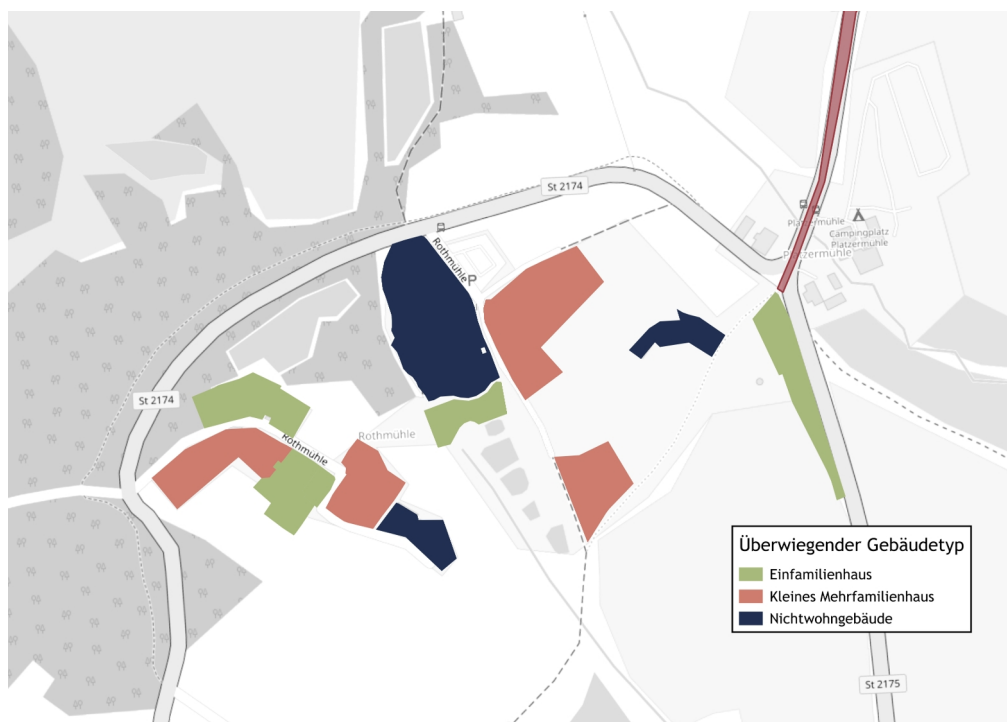 St 2174
Platzermühle
Campingplatz
Platzermühle
Platzermühle
Rothmühle
P
St 2174
Rothmühle
Rothmühle
St 2175
Überwiegender Gebäudetyp
Einfamilienhaus
Kleines Mehrfamilienhaus
Nichtwohngebäude